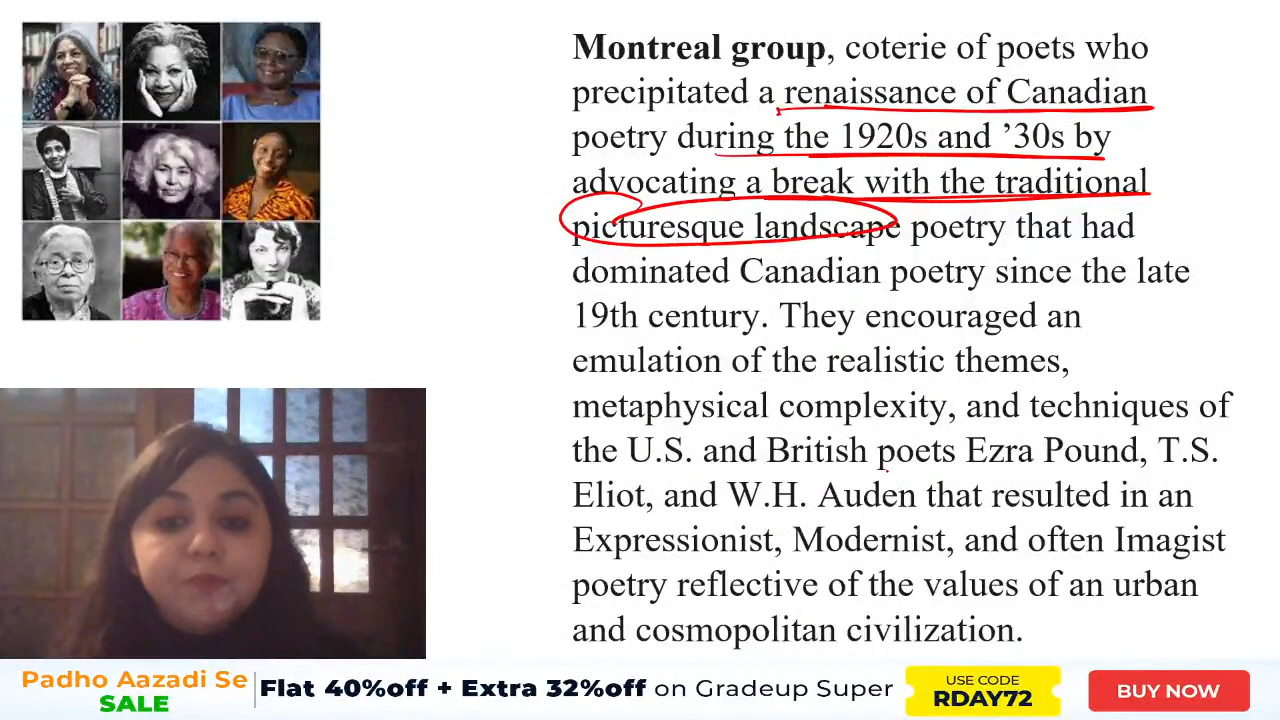 Montreal group, coterie of poets who
precipitated a renaissance of Canadian
poetry during the 1920s and ’30s by
advocating a break with the traditional
picturesque landscape poetry that had
dominated Canadian poetry since the late
19th century. They encouraged an
emulation of the realistic themes,
metaphysical complexity, and techniques of
the U.S. and British poets Ezra Pound, T.S.
Eliot, and W.H. Auden that resulted in an
Expressionist, Modernist, and often Imagist
poetry reflective of the values of an urban
and cosmopolitan civilization.
Padho Aazadi Se
SALE
Flat 40%off + Extra 32%off on Gradeup Super
USE CODE
RDAY72
BUY NOW